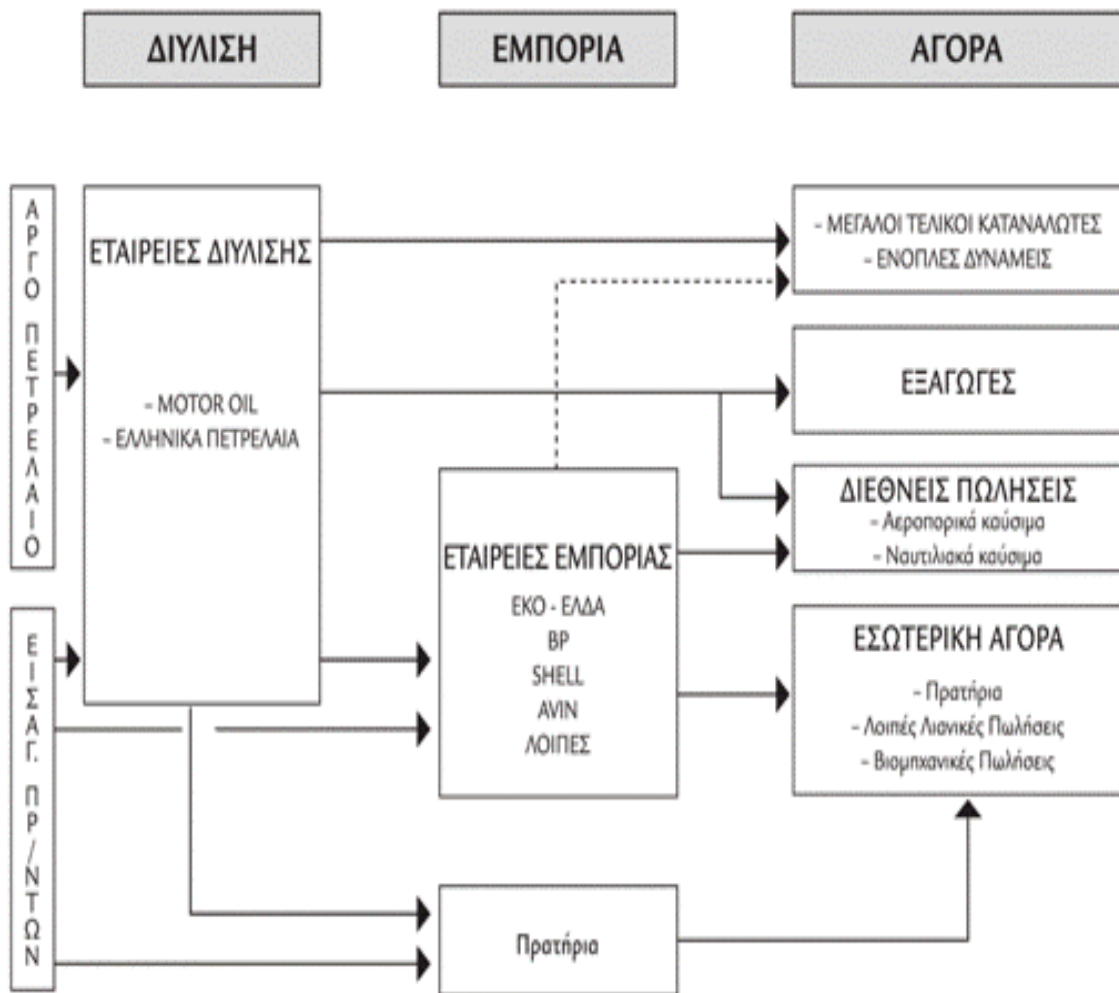 ΔΙΥΛΙΣΗ
ΕΜΠΟΡΙΑ
ΑΓΟΡΑ
ΑΡΓΟ ΠΕΤΡΕΛΑΙΟ
ΕΤΑΙΡΕΙΕΣ ΔΙΥΛΙΣΗΣ
– MOTOR OIL
– ΕΛΛΗΝΙΚΑ ΠΕΤΡΕΛΑΙΑ
– ΜΕΓΑΛΟΙ ΤΕΛΙΚΟΙ ΚΑΤΑΝΑΛΩΤΕΣ
– ΕΝΟΠΛΕΣ ΔΥΝΑΜΕΙΣ
ΕΞΑΓΩΓΕΣ
ΔΙΕΘΝΕΙΣ ΠΩΛΗΣΕΙΣ
– Αεροπορικά καύσιμα
– Ναυτιλιακά καύσιμα
ΕΤΑΙΡΕΙΕΣ ΕΜΠΟΡΙΑΣ
ΕΚΟ - ΕΛΔΑ
BP
SHELL
AVIN
ΛΟΙΠΕΣ
ΕΣΩΤΕΡΙΚΗ ΑΓΟΡΑ
– Πρατήρια
– Λοιπές Λιανικές Πωλήσεις
– Βιομηχανικές Πωλήσεις
ΕΙΣΑΓ. ΠΡ/ΝΤΩΝ
Πρατήρια